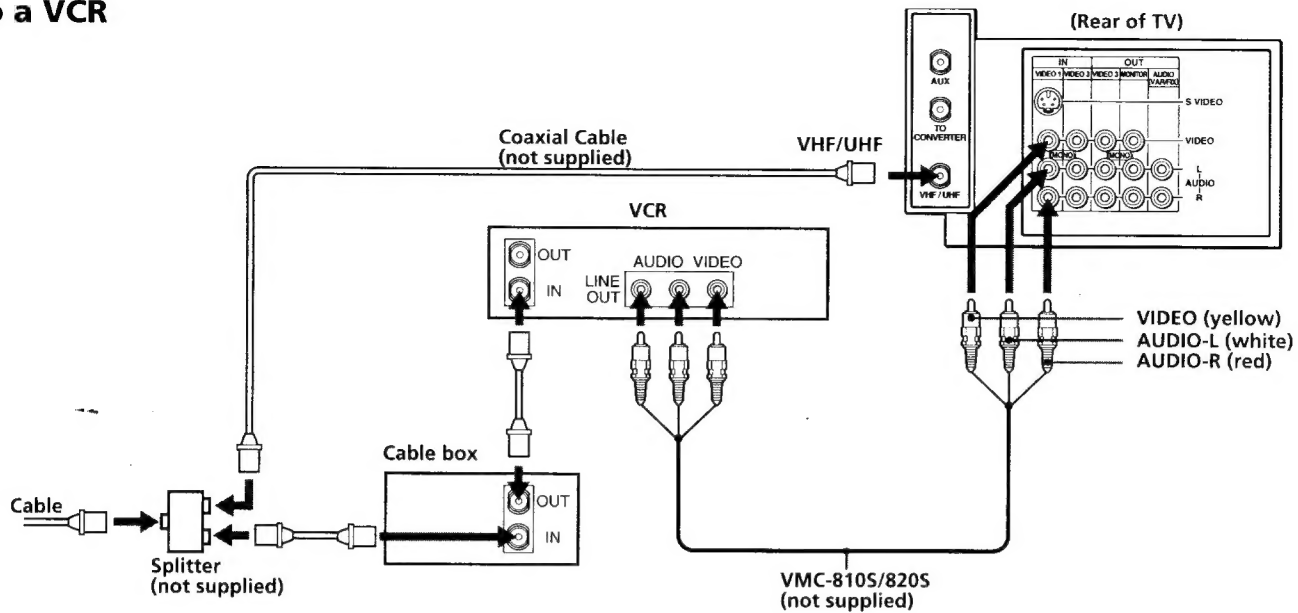 a VCR
(Rear of TV)
IN OUT
VIDEO 1 VIDEO 3 VIDEO 3 MONITOR AUDIO
(VAR/FIX)
AUX
S VIDEO
TO
CONVERTER
VIDEO
(MONO) (MONO)
L
AUDIO
R
VHF / UHF
Coaxial Cable
(not supplied)
VHF/UHF
VCR
OUT
IN
AUDIO VIDEO
LINE
OUT
VIDEO (yellow)
AUDIO-L (white)
AUDIO-R (red)
Cable box
OUT
IN
Cable
Splitter
(not supplied)
VMC-810S/820S
(not supplied)